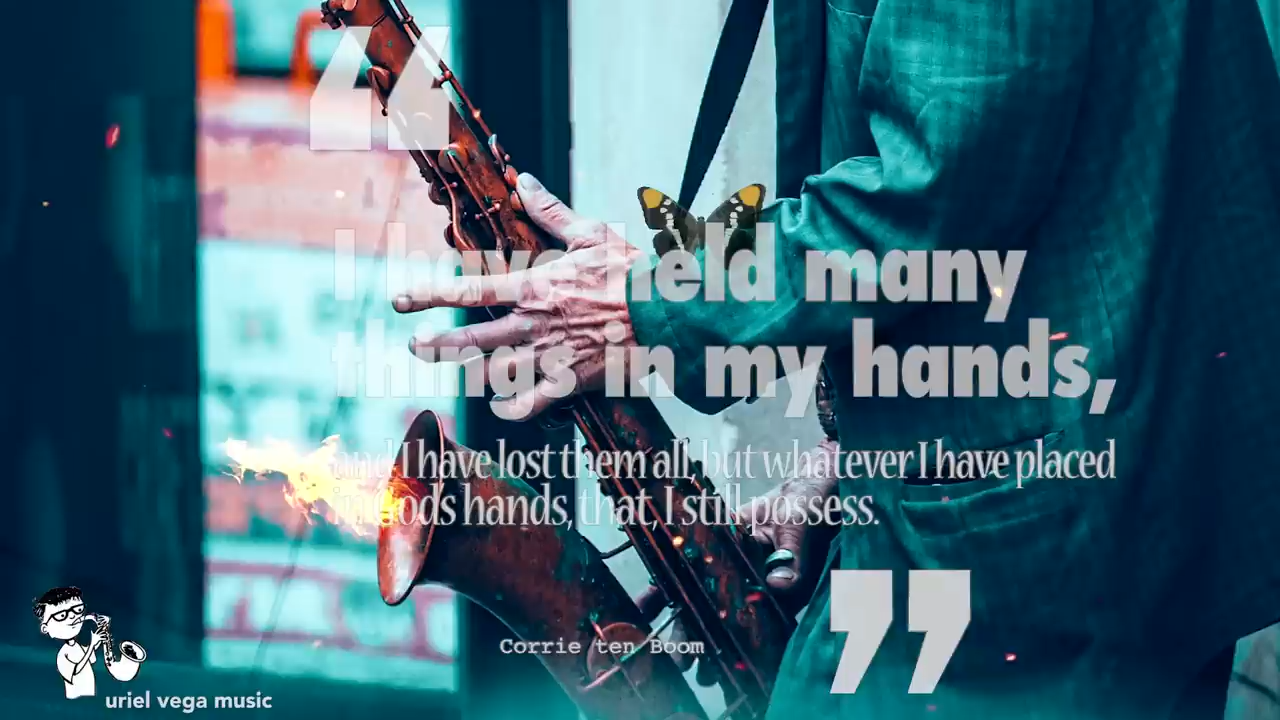 “
I have held many
things in my hands,
and I have lost them all, but whatever I have placed
in Gods hands, that, I still possess.
”
Corrie ten Boom
uriel vega music